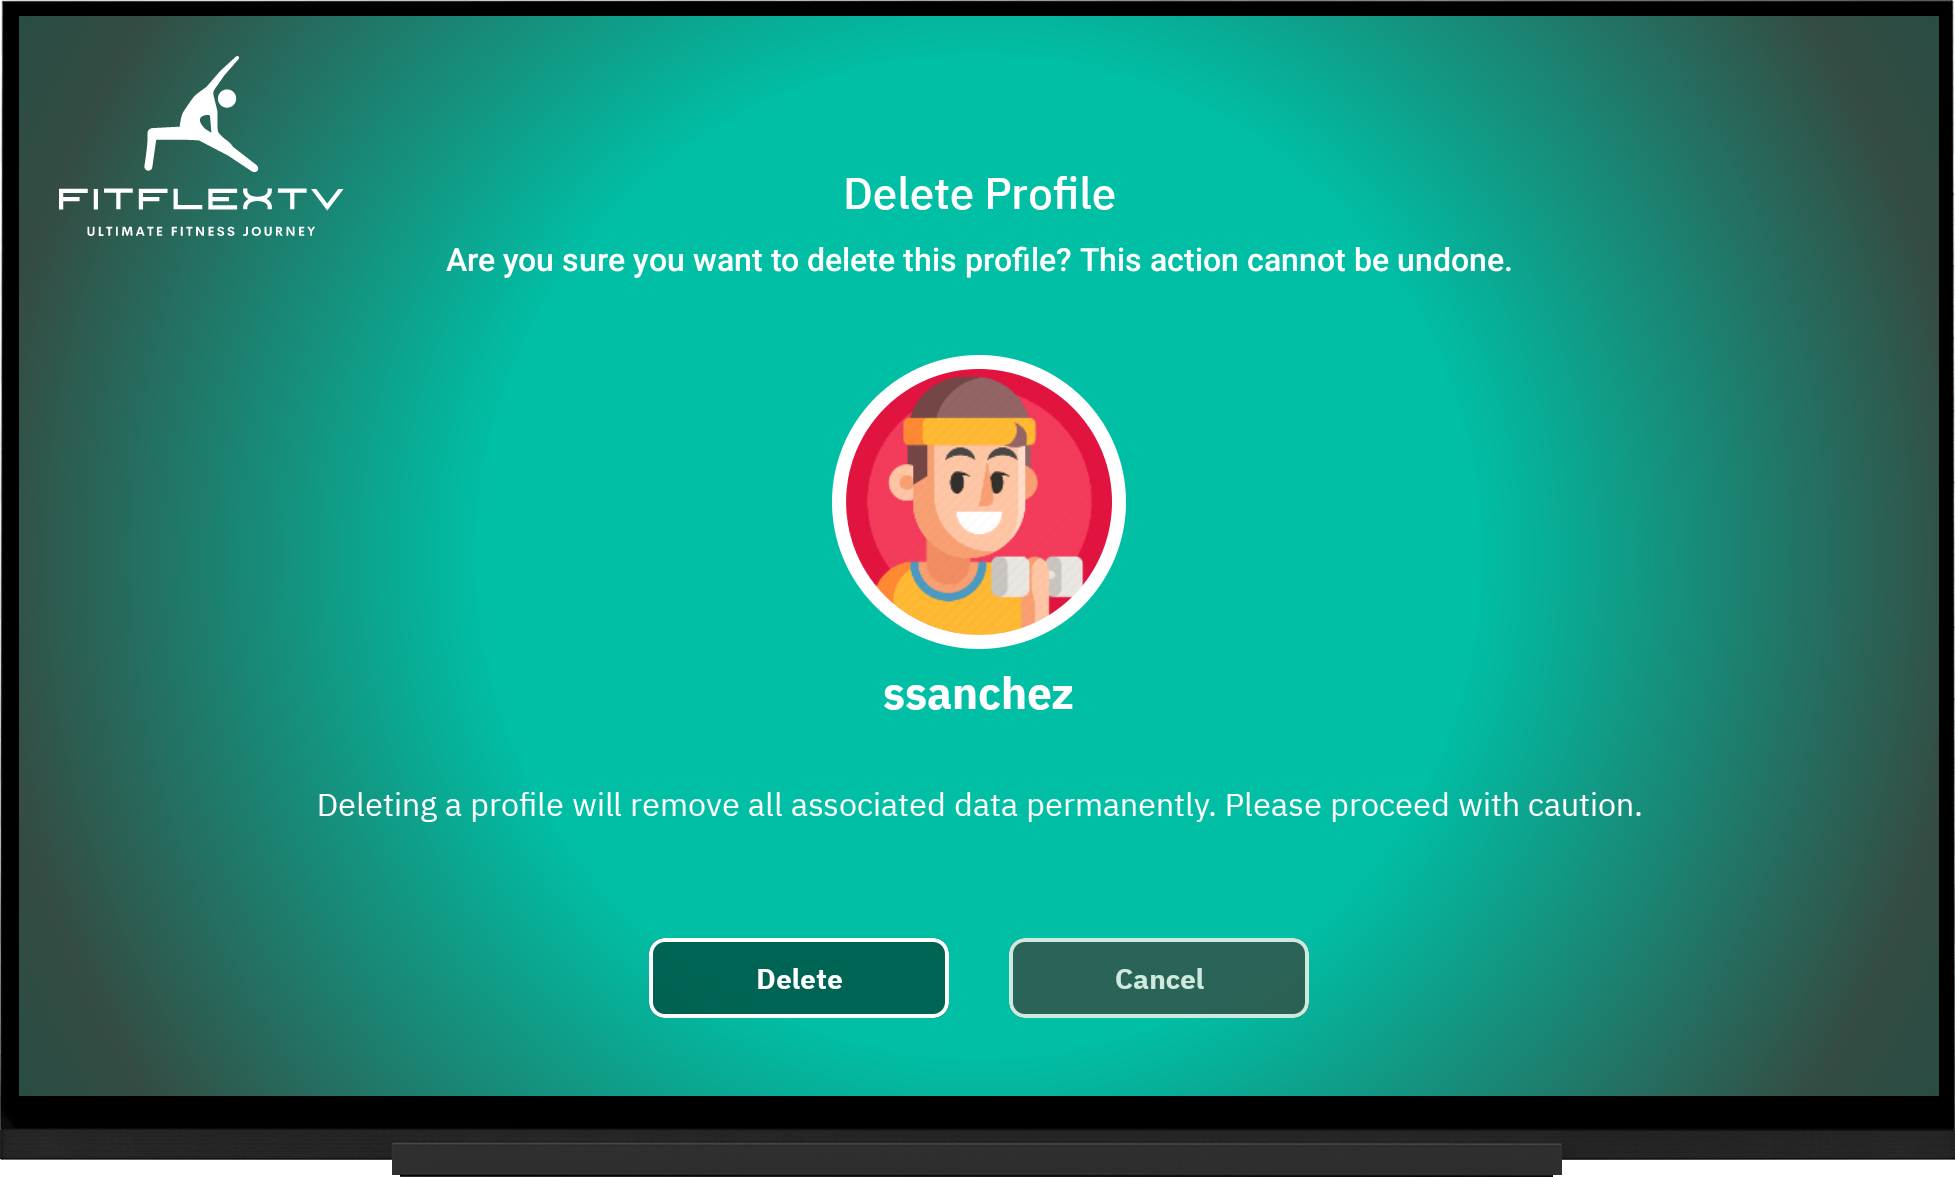 FITFLEXTV
ULTIMATE FITNESS JOURNEY
Delete Profile
Are you sure you want to delete this profile? This action cannot be undone.
ssanchez
Deleting a profile will remove all associated data permanently. Please proceed with caution.
Delete
Cancel